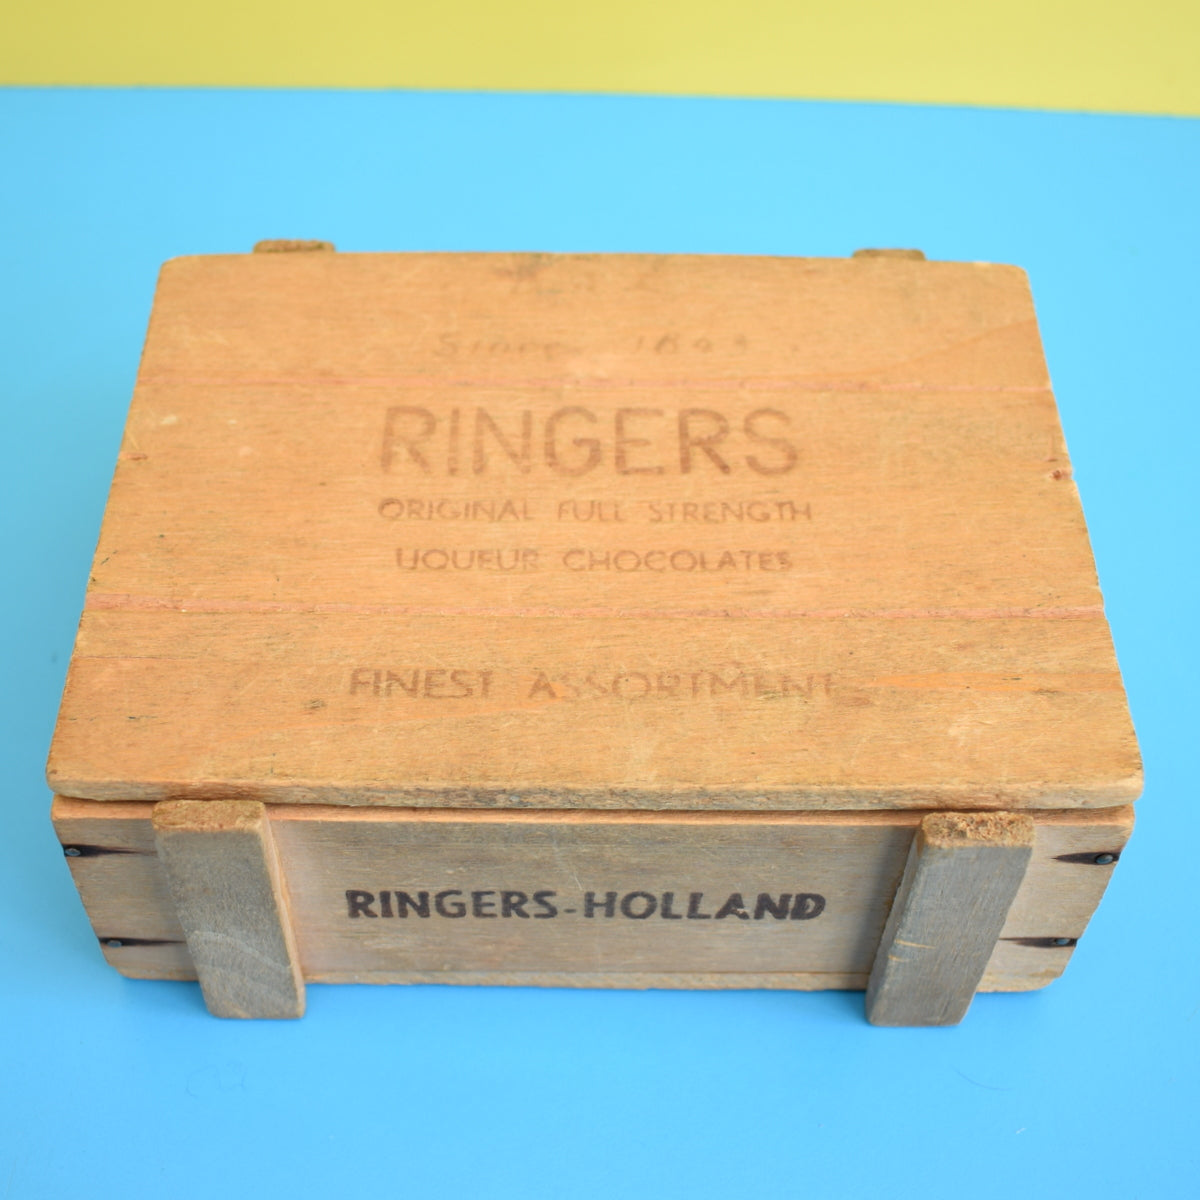 Since
RINGERS
ORIGINAL FULL STRENGTH
LIQUEUR CHOCOLATES
FINEST ASSORTMENT
RINGERS-HOLLAND